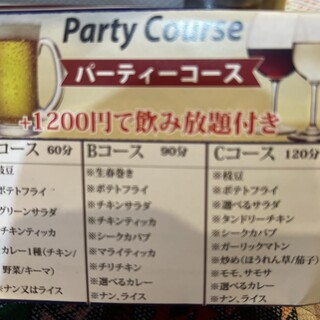 Party Course
パーティーコース
+1200円で飲み放題付き
コース 60分
枝豆
ポテトフライ
グリーンサラダ
チキンティッカ
カレー1種(チキン/
野菜/キーマ)
※ナン又はライス
Bコース 90分
※生春巻き
※ポテトフライ
※チキンサラダ
※チキンティッカ
※シークカバブ
※マライティッカ
※チリチキン
※選べるカレー
※ナン、ライス
Cコース 120分
※枝豆
※ポテトフライ
※選べるサラダ
※タンドリーチキン
※シークカバブ
※ガーリックマトン
※炒め(ほうれん草/茄子)
※モモ、サモサ
※選べるカレー
※ナン、ライス